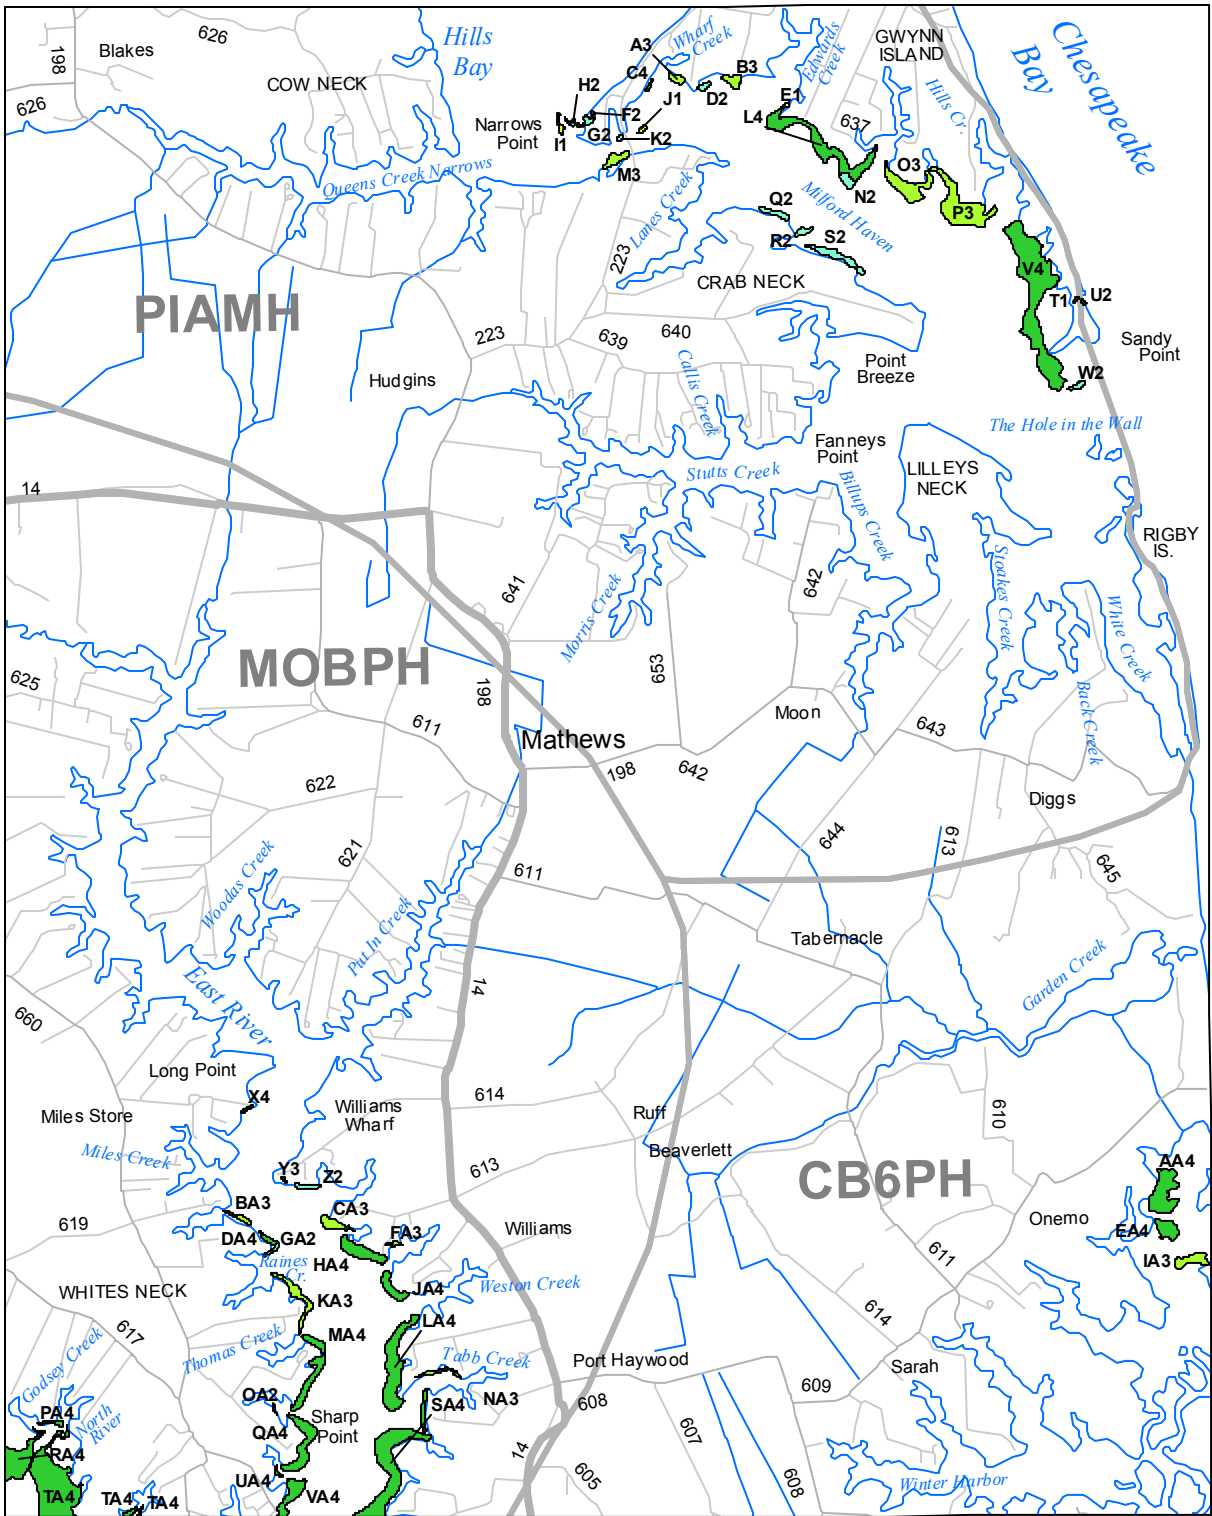 198
Blakes
626
Hills
Bay
COW NECK
626
Wharf
Creek
A3
C4
H2
J1
D2
B3
Edwards
Creek
GWYNN
ISLAND
Chesapeake
Bay
Hills Cr.
E1
L4
637
Narrows
Point
F2
G2
I1
K2
M3
O3
P3
N2
Queens Creek Narrows
Lanes Creek
Milford Haven
Q2
R2
S2
223
CRAB NECK
V4
T1
U2
W2
Sandy
Point
PIAMH
223
639
640
Callis Creek
Point
Breeze
Hudgins
The Hole in the Wall
Fanneys
Point
Stutts Creek
Billups Creek
LILLEYS
NECK
14
RIGBY
IS.
641
Morris Creek
642
Stoakes Creek
White Creek
Back Creek
MOBPH
625
653
198
611
Moon
643
Mathews
198
642
622
Diggs
621
644
613
645
Woodas Creek
611
Put In Creek
Tabernacle
Garden Creek
East River
14
660
Long Point
X4
614
Ruff
610
Miles Store
Williams
Wharf
Miles Creek
613
Beaverlett
CB6PH
AA4
Y3
Z2
BA3
CA3
619
DA4
GA2
FA3
Williams
Onemo
EA4
IA3
HA4
Raines
Cr.
611
WHITES NECK
KA3
JA4
Weston Creek
614
617
MA4
LA4
Thomas Creek
Godsey Creek
Tabb Creek
Port Haywood
Sarah
609
OA2
NA3
SA4
608
PA4
North
River
Sharp
Point
QA4
607
RA4
14
605
608
Winter Harbor
UA4
VA4
TA4
TA4
TA4